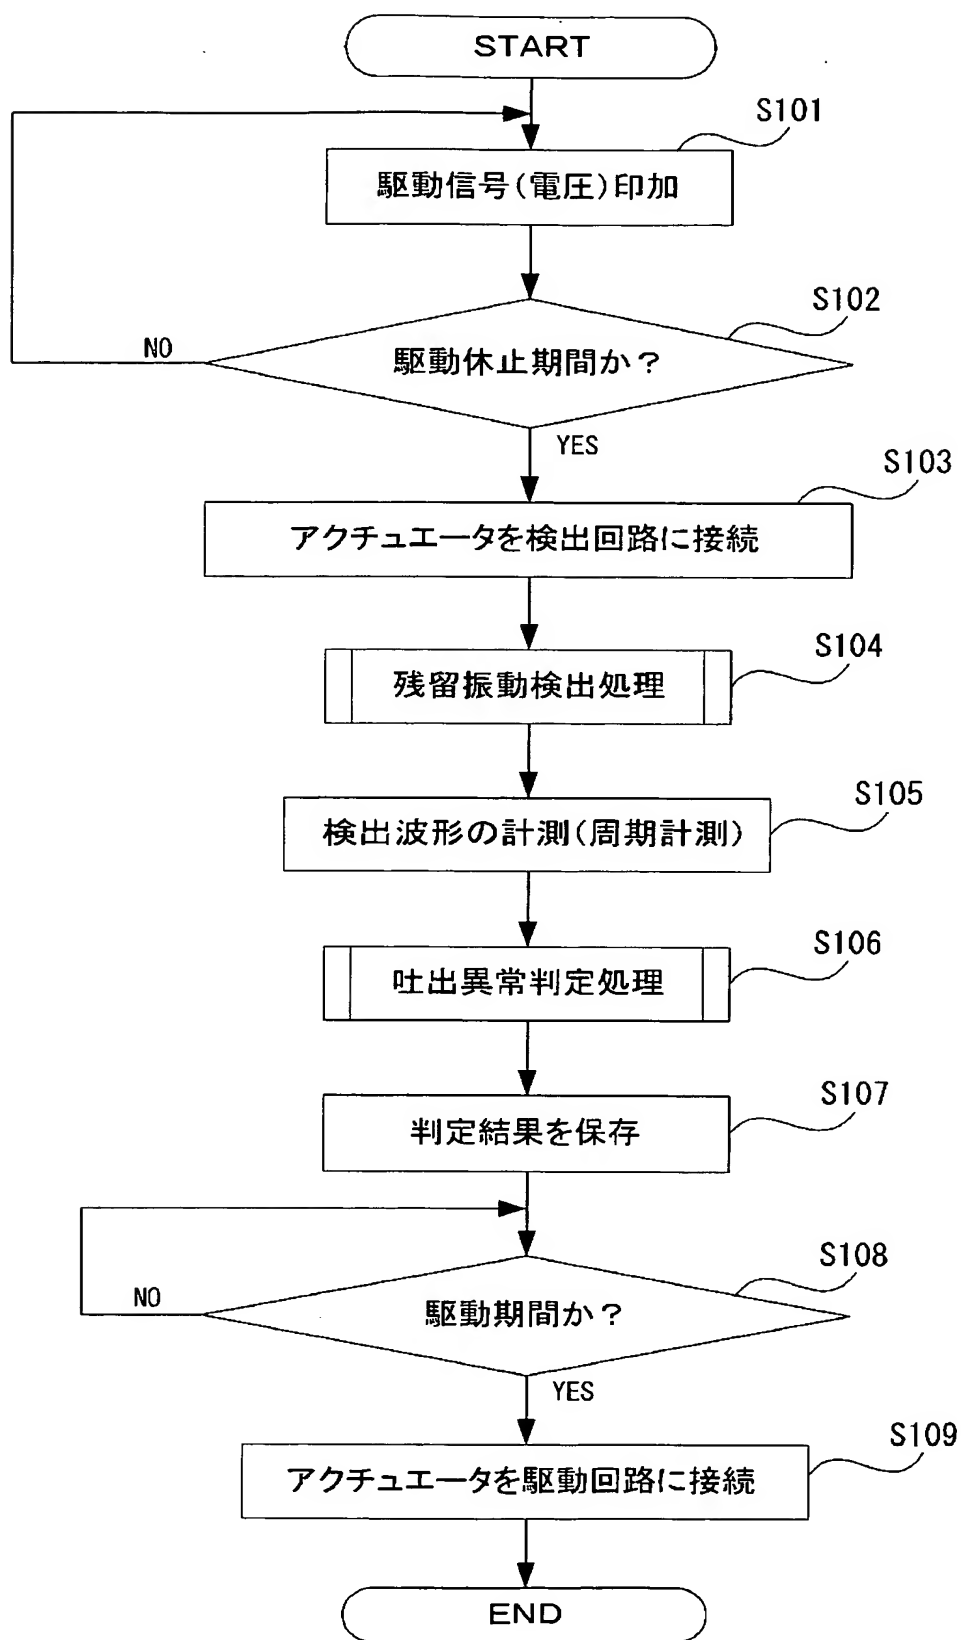 START
S101
駆動信号(電圧)印加
S102
駆動休止期間か?
NO
YES
S103
アクチュエータを検出回路に接続
S104
残留振動検出処理
S105
検出波形の計測(周期計測)
S106
吐出異常判定処理
S107
判定結果を保存
S108
駆動期間か?
NO
YES
S109
アクチュエータを駆動回路に接続
END